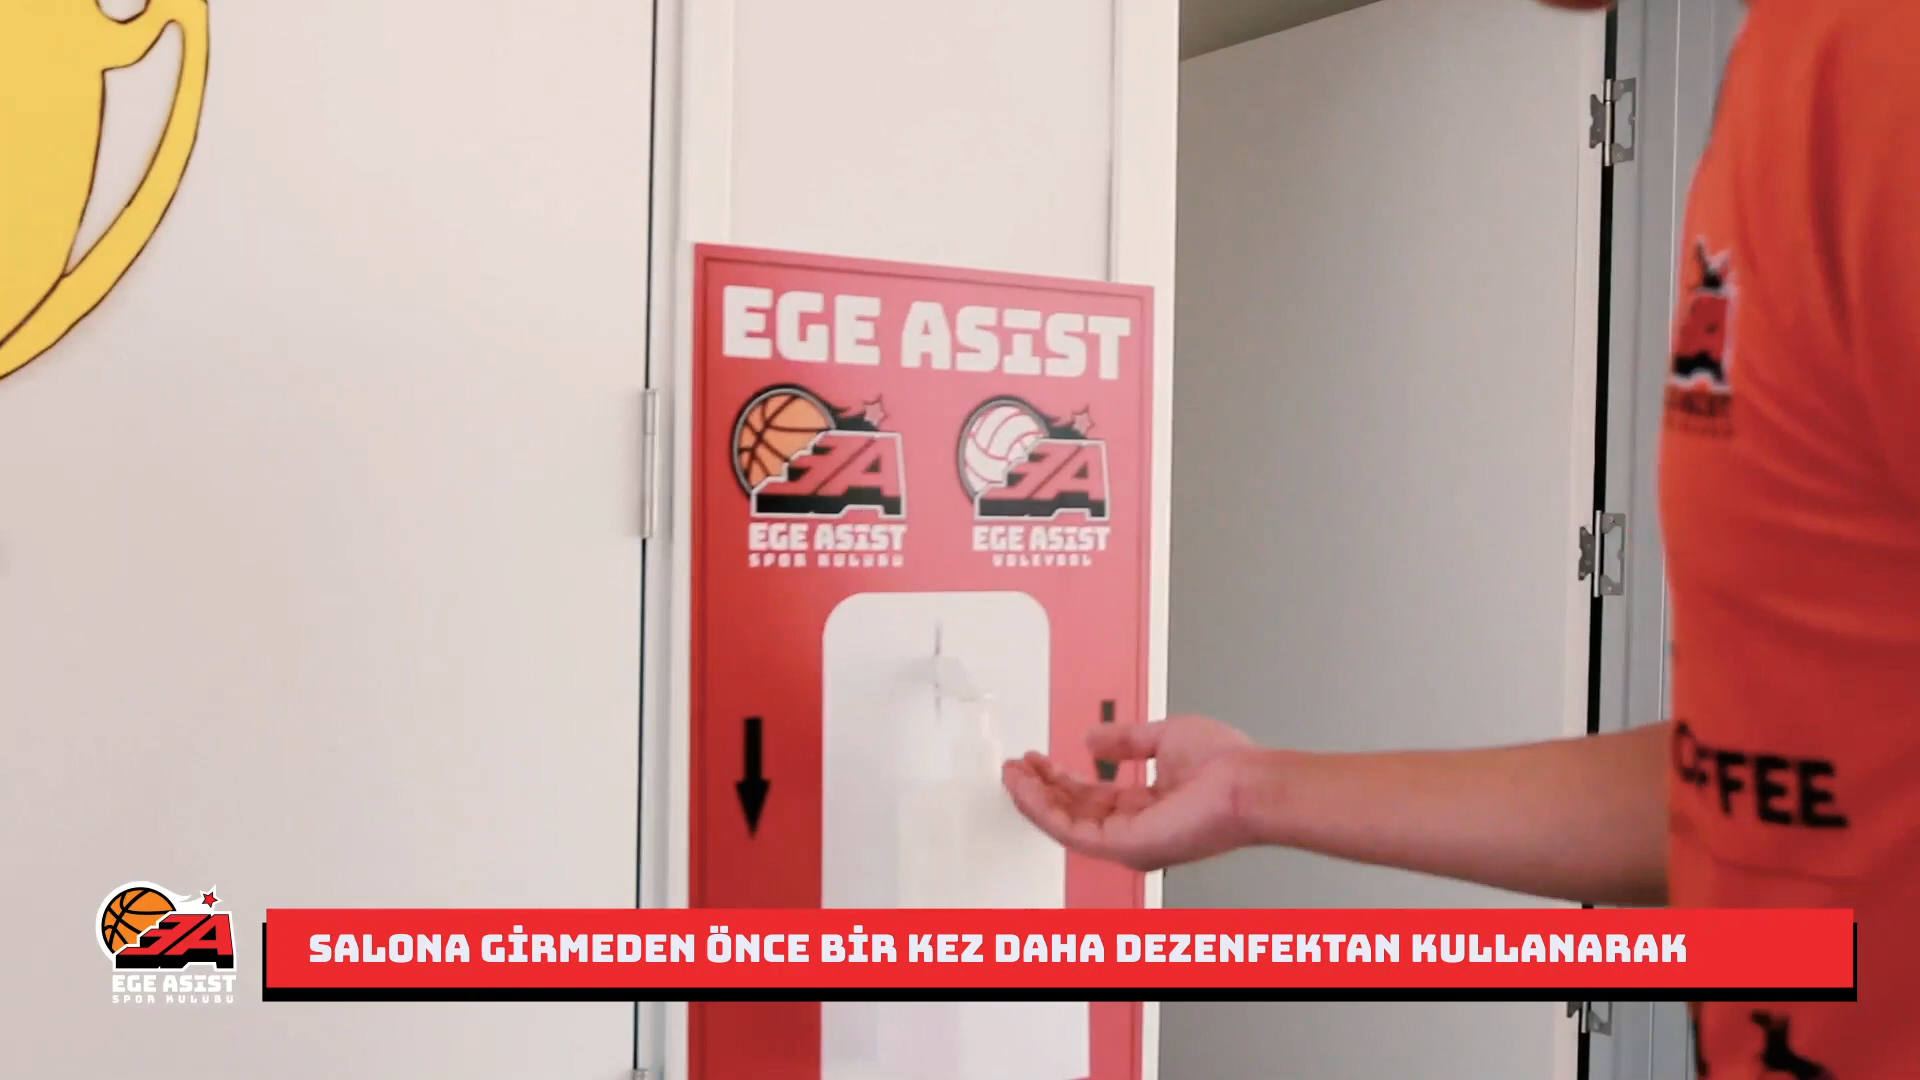 EGE ASIST
EGE ASIST
SPOR KULUBU
EGE ASIST
VOLEYBOL
OFFEE
EGE ASIST
SPOR KULUBU
SALONA GİRMEDEN ÖNCE BİR KEZ DAHA DEZENFEKTAN KULLANARAK